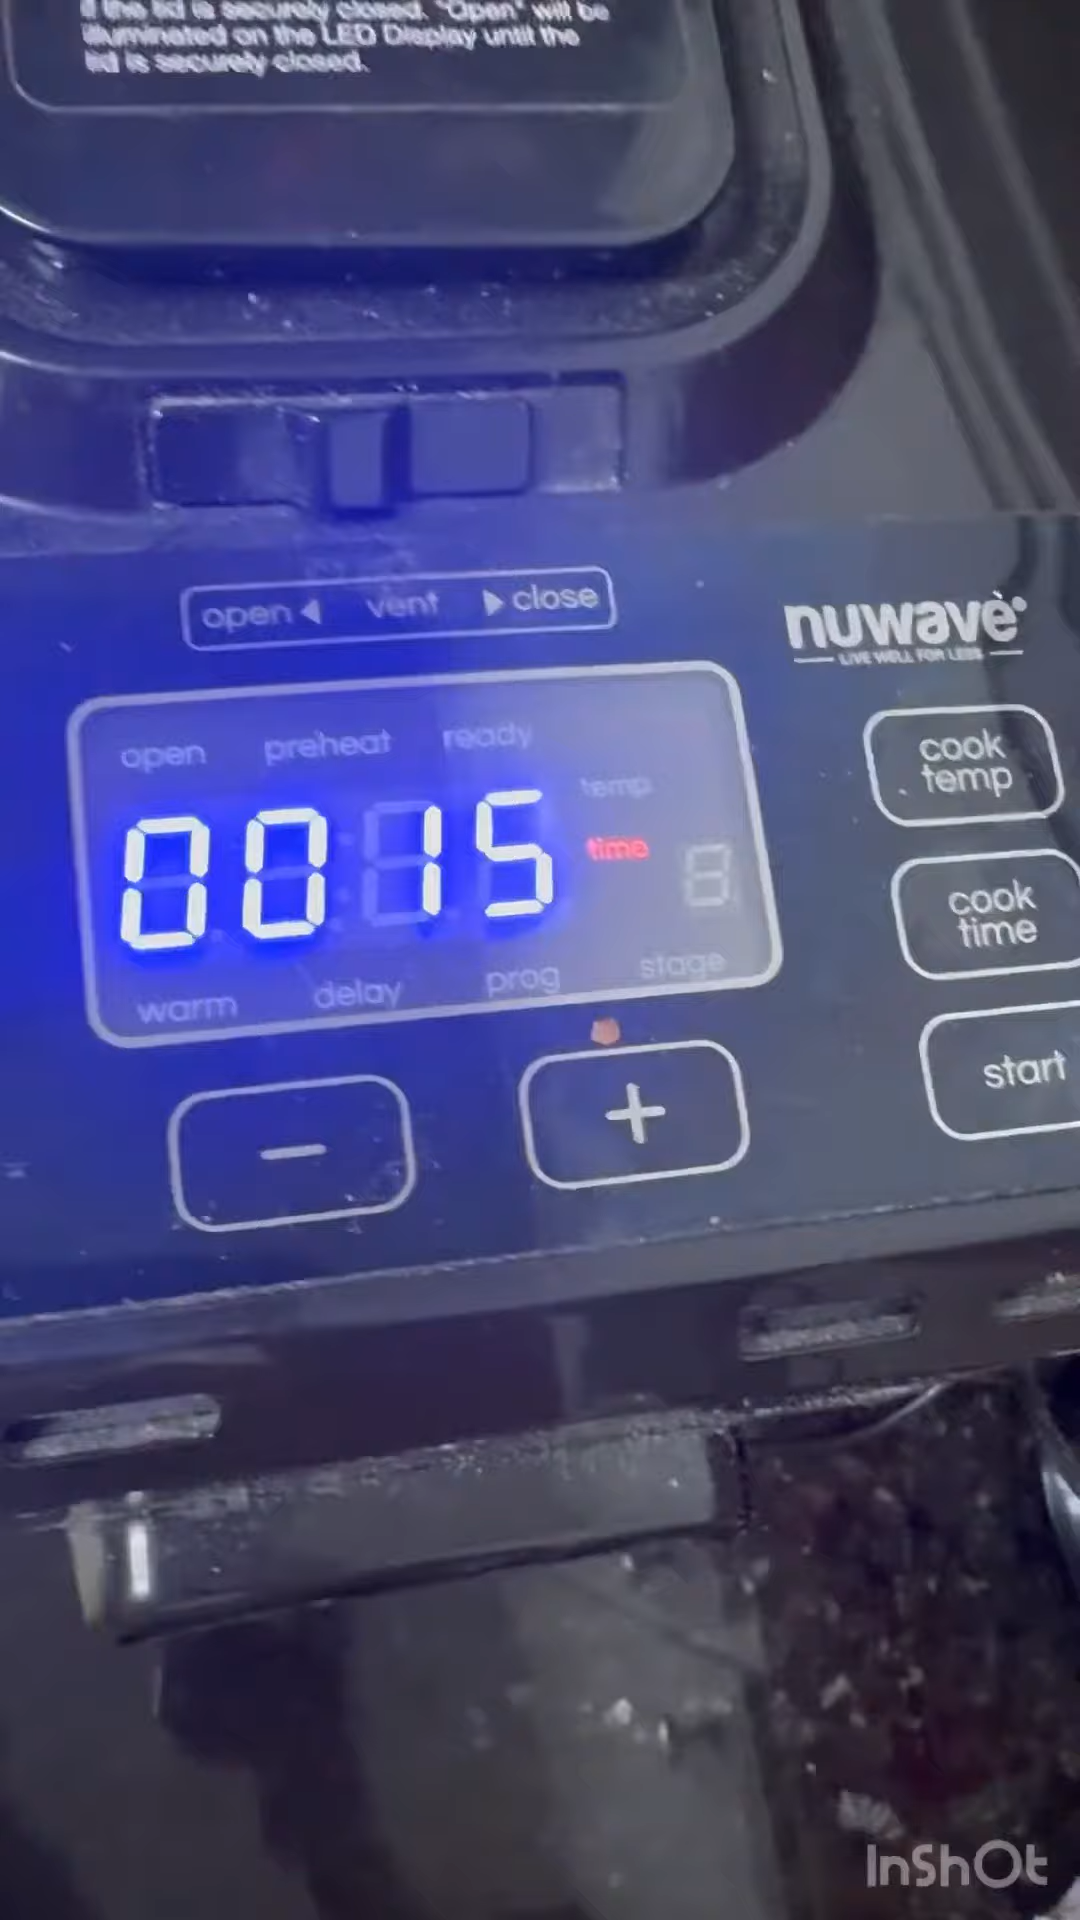 if the lid is securely closed. "Open" will be
illuminated on the LED Display until the
lid is securely closed.
open ◀ vent ▶ close
nuwave
LIVE WELL FOR LESS
open preheat ready
temp
0015
time
warm delay prog stage
cook
temp
cook
time
start
- +
InShOt